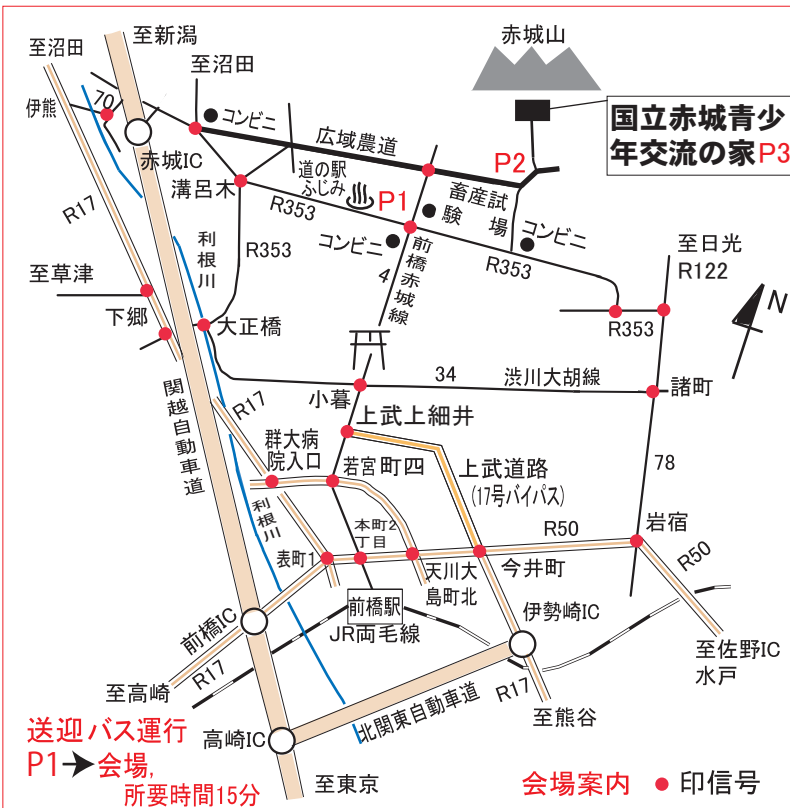 至新潟
至沼田
至沼田
赤城山
伊熊
70
コンビニ
赤城IC
広域農道
国立赤城青少
年交流の家P3
P2
溝呂木
道の駅
ふじみ
P1
R353
畜産試
験場
コンビニ
コンビニ
R353
R17
利根川
R353
前橋赤城線
4
至日光
R122
至草津
下郷
大正橋
R353
N
関越自動車道
小暮
34
渋川大胡線
諸町
R17
上武上細井
群大病
院入口
若宮町四
上武道路
(17号バイパス)
78
利根川
本町2
丁目
表町1
天川大
島町北
今井町
R50
岩宿
R50
前橋IC
前橋駅
JR両毛線
伊勢崎IC
至高崎
R17
至佐野IC
水戸
高崎IC
北関東自動車道
R17
至熊谷
送迎バス運行
P1→会場,
所要時間15分
至東京
会場案内
●印信号